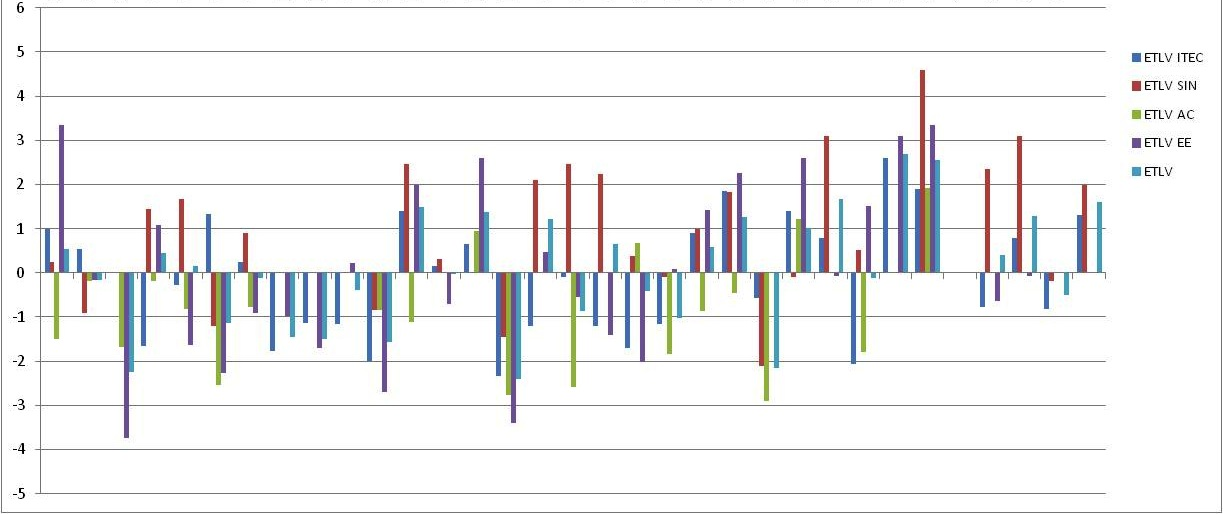 6
5
4
3
2
1
0
-1
-2
-3
-4
-5
ETLV ITEC
ETLV SIN
ETLV AC
ETLV EE
ETLV